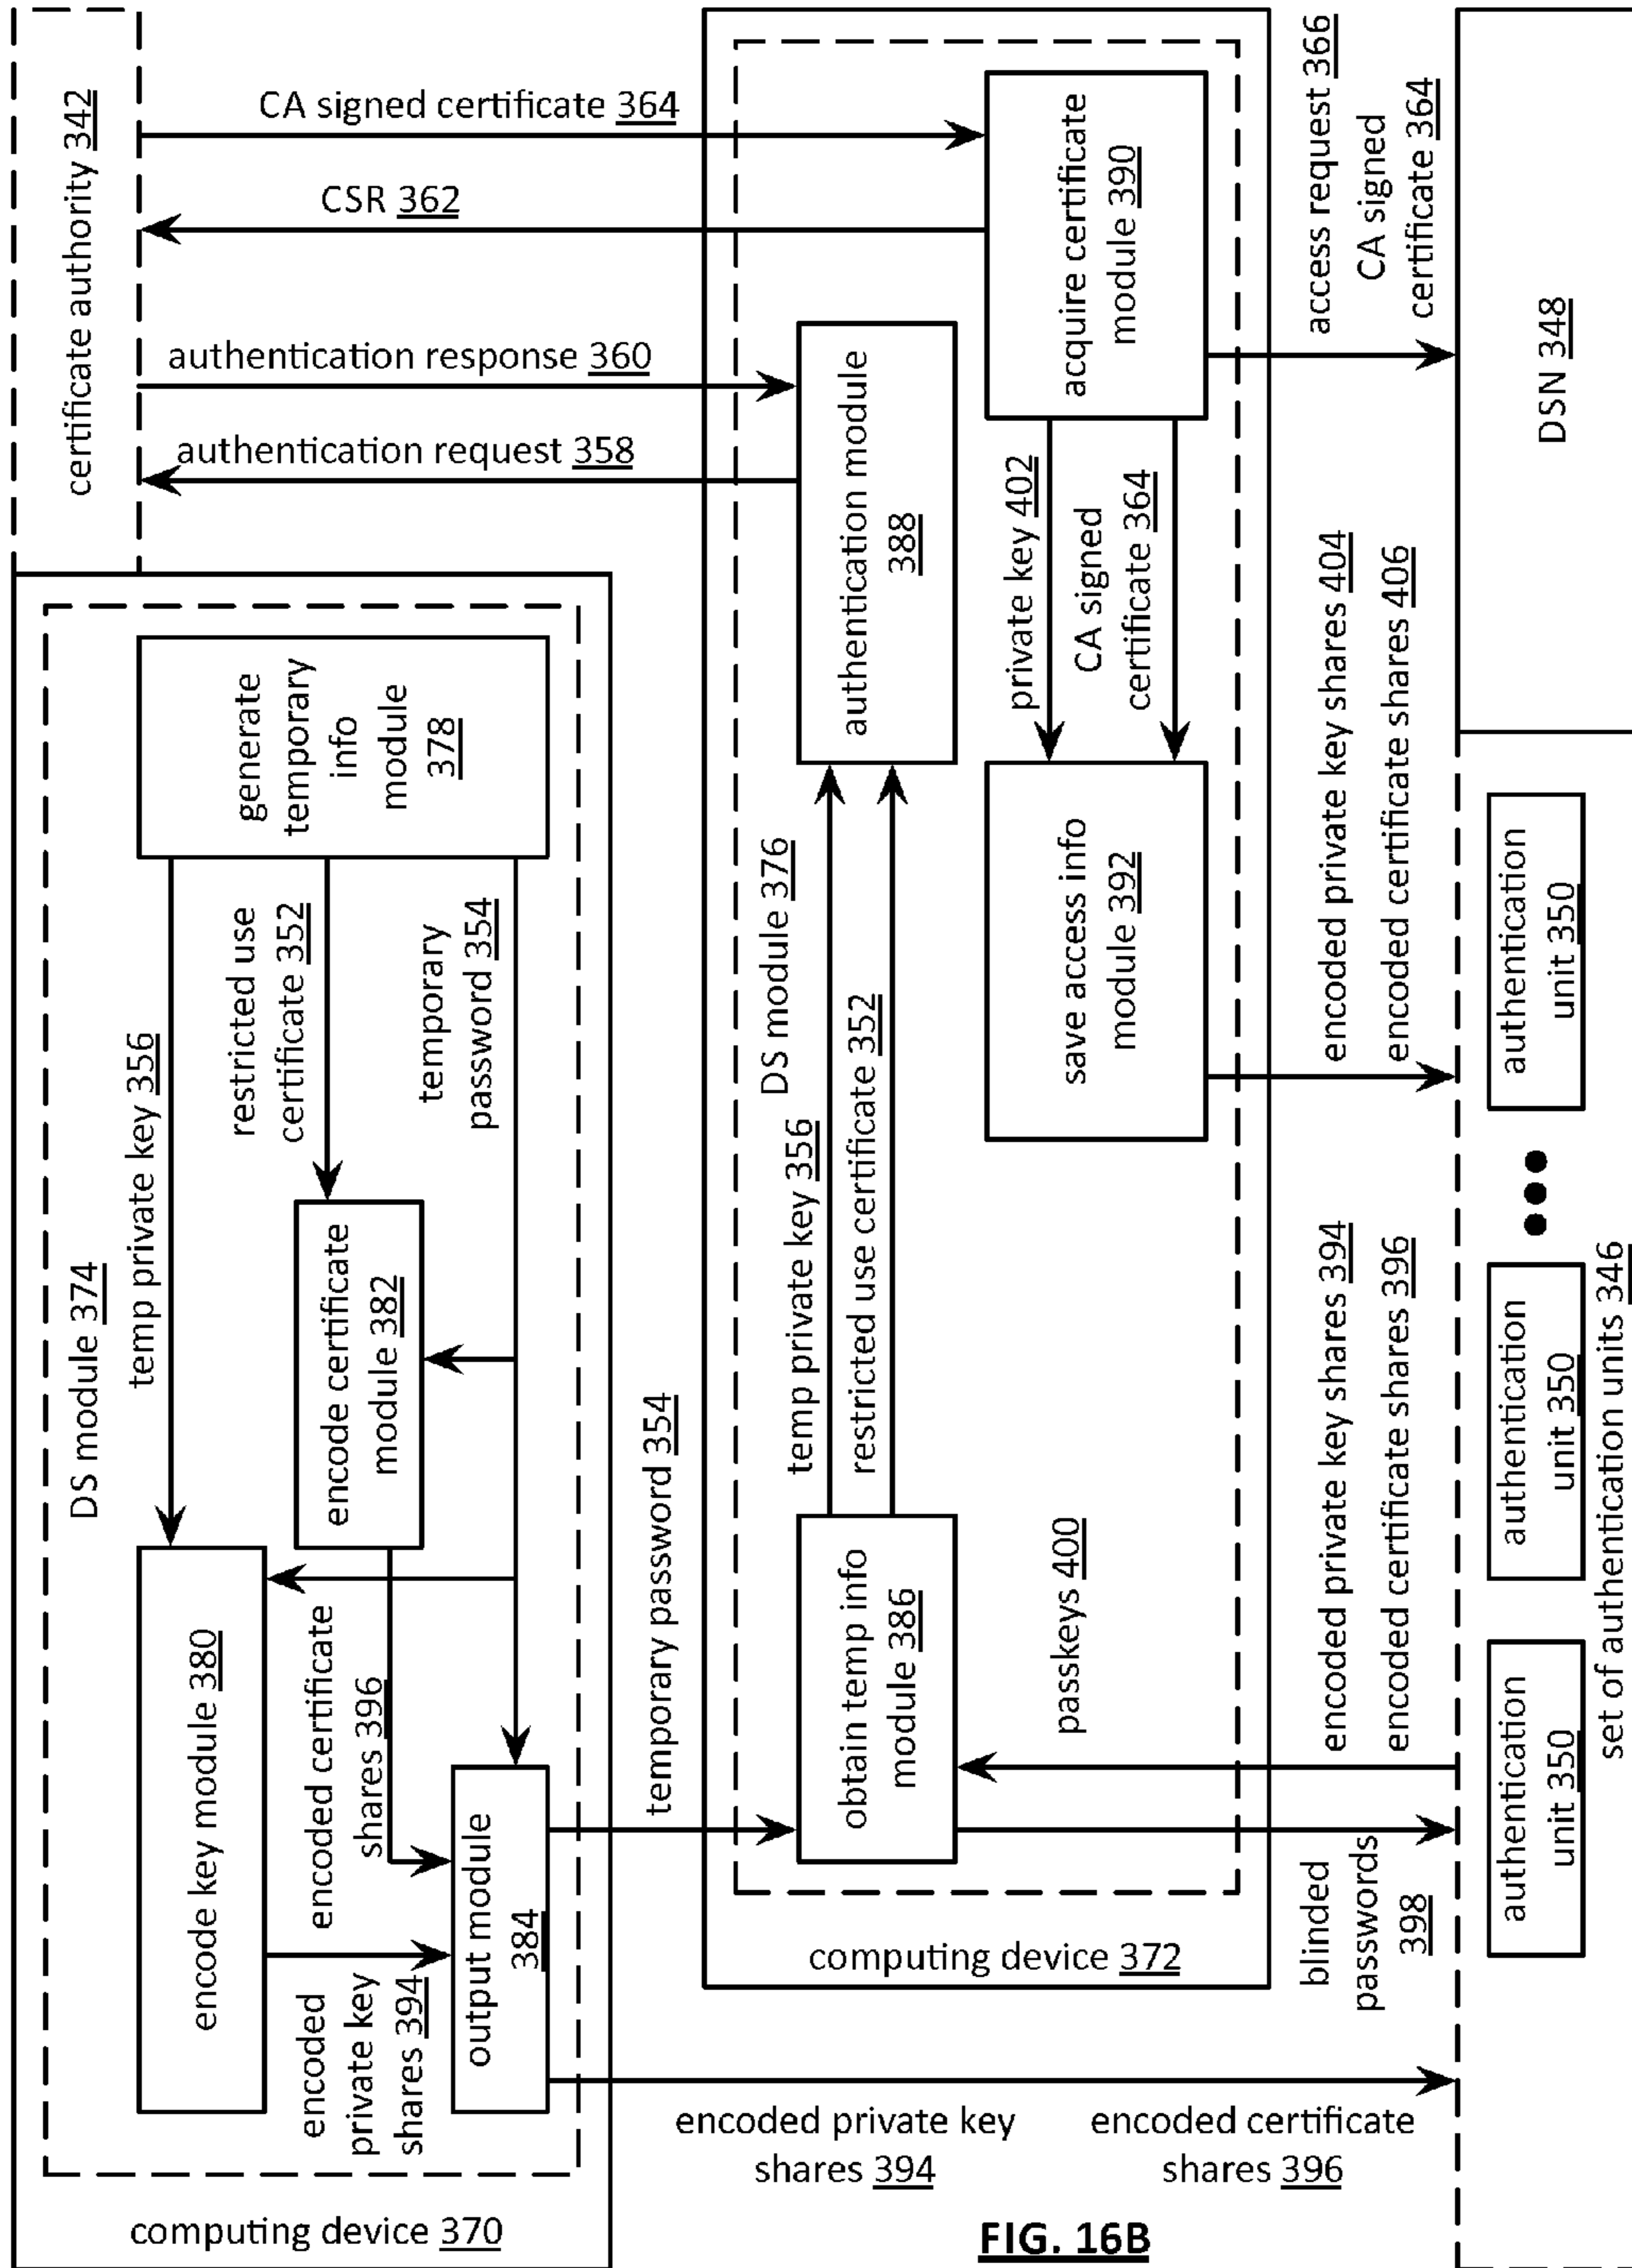 certificate authority 342
CA signed certificate 364
CSR 362
authentication response 360
authentication request 358
DS module 374
generate
temporary
info
module
378
temp private key 356
restricted use
certificate 352
temporary
password 354
encode certificate
module 382
encode key module 380
encoded certificate
shares 396
encoded
private key
shares 394
output module
384
computing device 370
temporary password 354
DS module 376
authentication module
388
acquire certificate
module 390
private key 402
CA signed
certificate 364
save access info
module 392
temp private key 356
restricted use certificate 352
obtain temp info
module 386
passkeys 400
computing device 372
access request 366
CA signed
certificate 364
encoded private key shares 404
encoded certificate shares 406
encoded private key shares 394
encoded certificate shares 396
blinded
passwords
398
encoded private key
shares 394
encoded certificate
shares 396
DSN 348
authentication
unit 350
authentication
unit 350
authentication
unit 350
set of authentication units 346
FIG. 16B